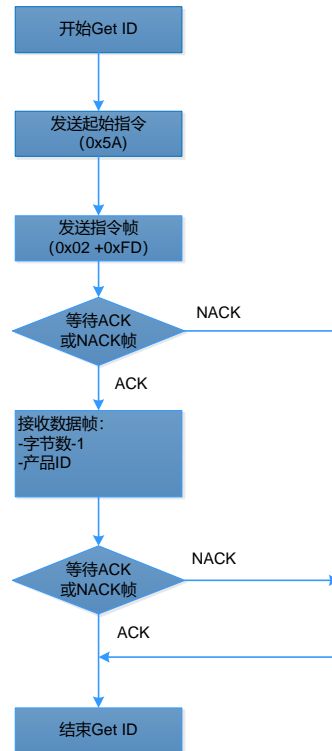 开始Get ID
发送起始指令
（0x5A)
发送指令帧
（0x02 +0xFD)
等待ACK
或NACK帧
NACK
ACK
接收数据帧：
-字节数-1
-产品ID
等待ACK
或NACK帧
NACK
ACK
结束Get ID